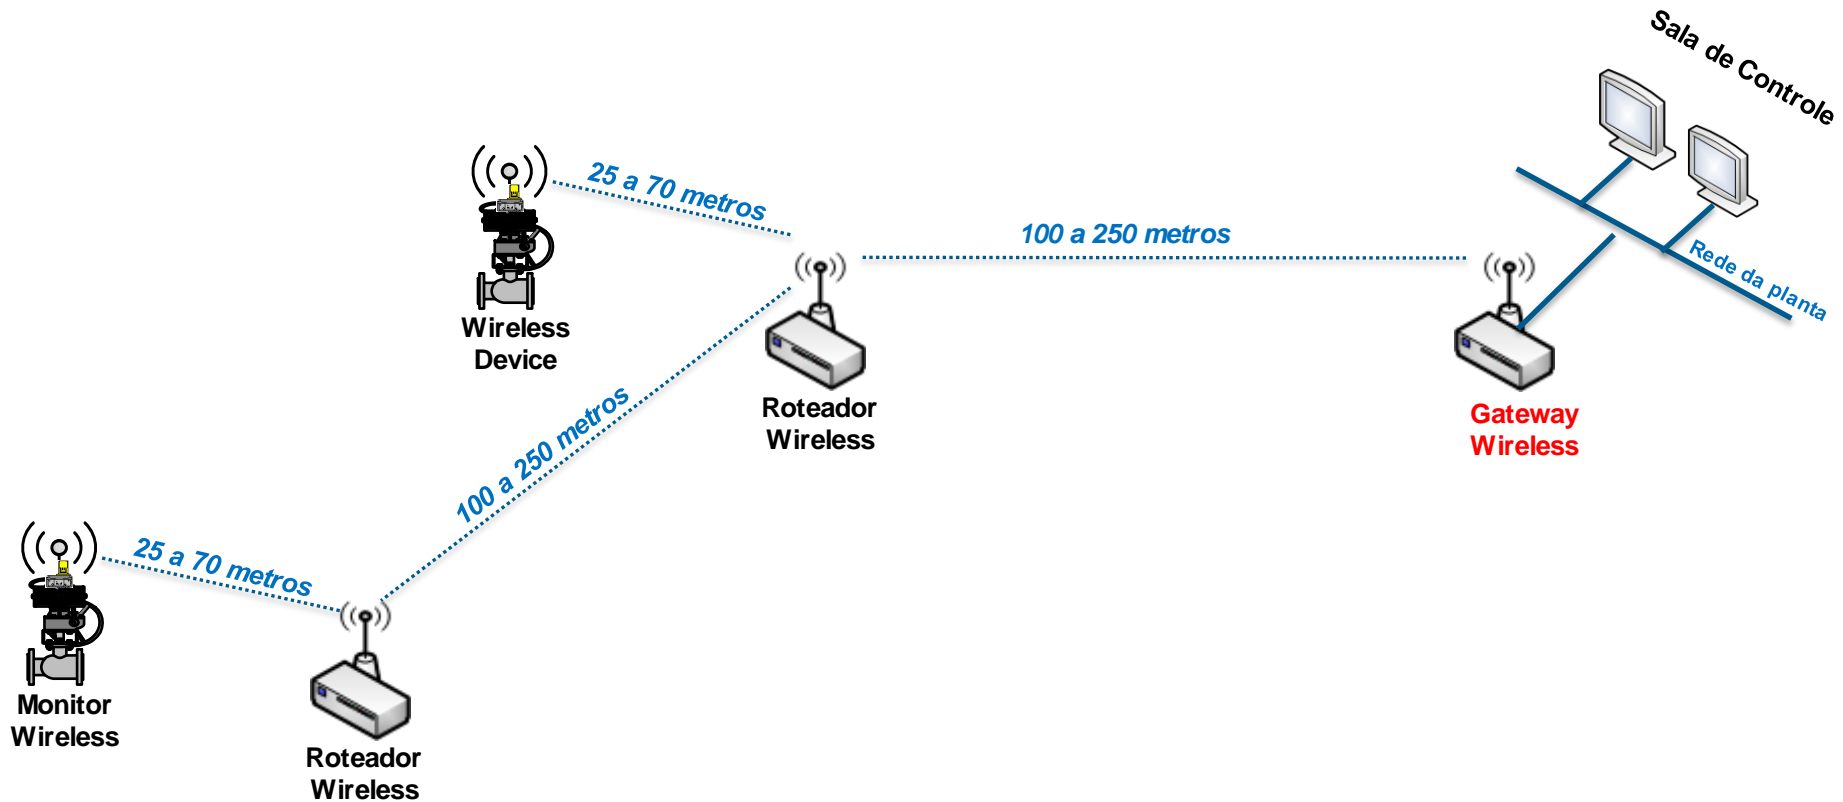 Sala de Controle
25 a 70 metros
100 a 250 metros
Rede da planta
Wireless
Device
Roteador
Wireless
Gateway
Wireless
100 a 250 metros
25 a 70 metros
Monitor
Wireless
Roteador
Wireless